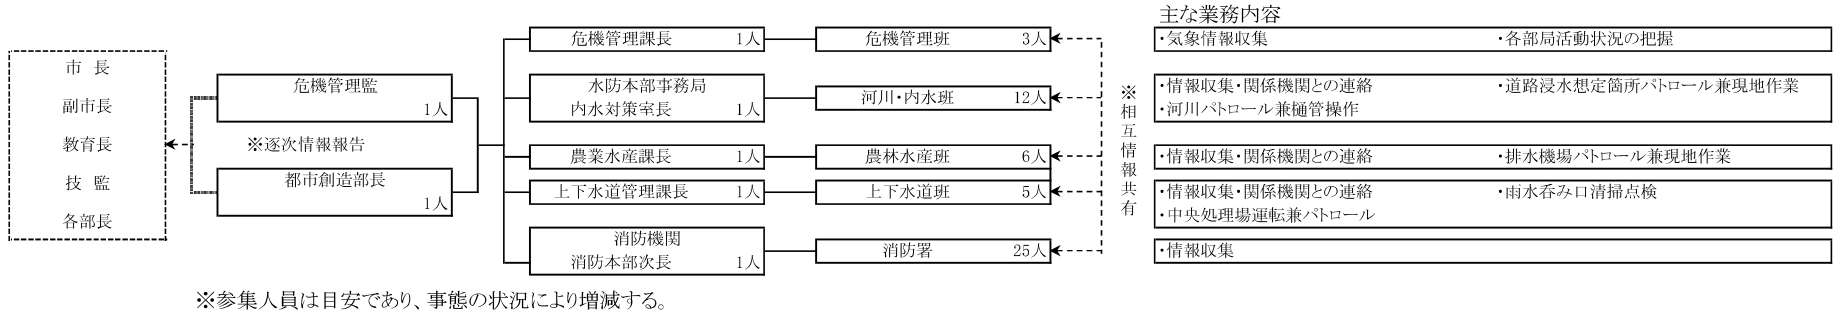 主な業務内容
市 長
副市長
教育長
技 監
各部長
危機管理監
1人
※逐次情報報告
都市創造部長
1人
危機管理課長 1人
水防本部事務局
内水対策室長 1人
農業水産課長 1人
上下水道管理課長 1人
消防機関
消防本部次長 1人
危機管理班 3人
河川・内水班 12人
農林水産班 6人
上下水道班 5人
消防署 25人
※相互情報共有
・気象情報収集 ・各部局活動状況の把握
・情報収集・関係機関との連絡 ・道路浸水想定箇所パトロール兼現地作業
・河川パトロール兼樋管操作
・情報収集・関係機関との連絡 ・排水機場パトロール兼現地作業
・情報収集・関係機関との連絡 ・雨水呑み口清掃点検
・中央処理場運転兼パトロール
・情報収集
※参集人員は目安であり、事態の状況により増減する。